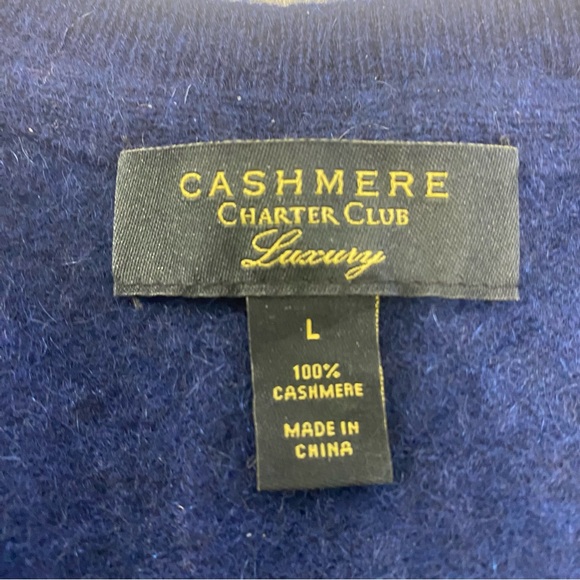 CASHMERE
CHARTER CLUB
Luxury
L
100%
CASHMERE
MADE IN
CHINA